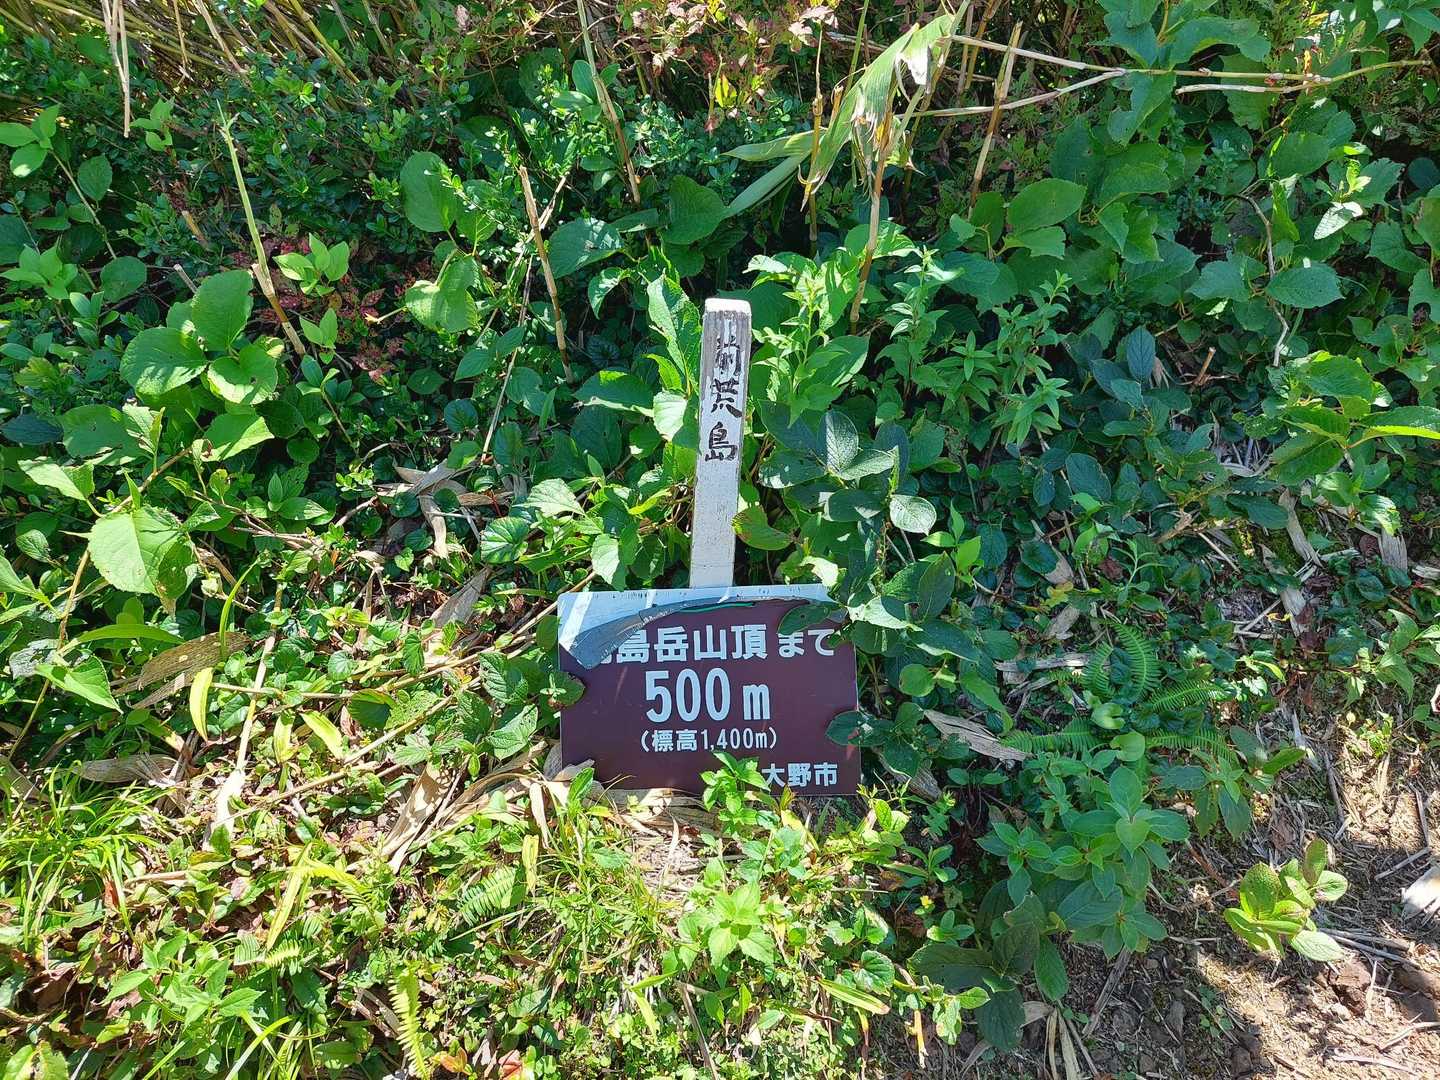 前荒島
島岳山頂まで
500m
(標高1,400m)
大野市